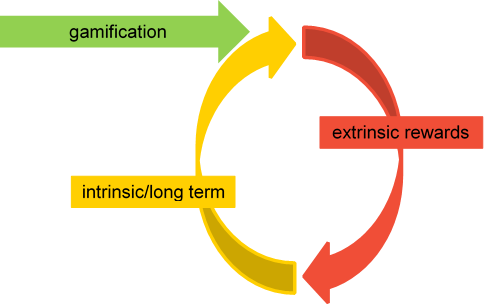 gamification
extrinsic rewards
intrinsic/long term